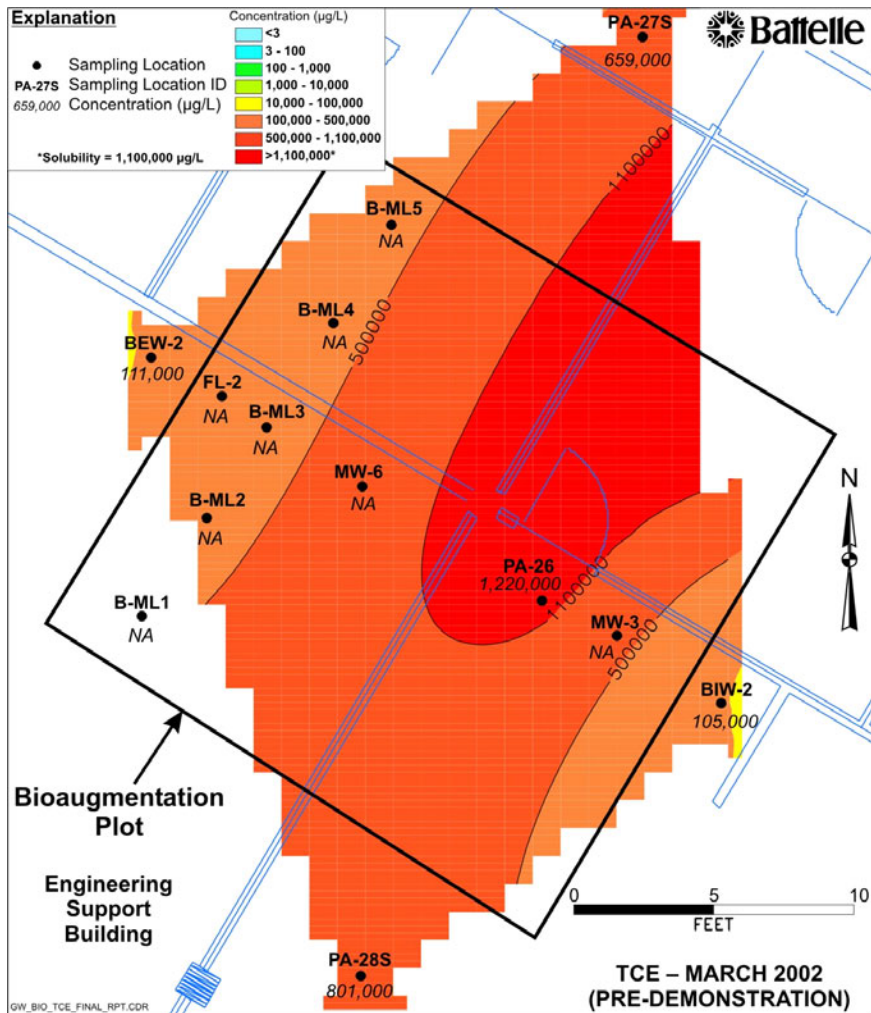 Explanation
Sampling Location
PA-27S Sampling Location ID
659,000 Concentration (µg/L)
*Solubility = 1,100,000 µg/L
Concentration (µg/L)
<3
3 - 100
100 - 1,000
1,000 - 10,000
10,000 - 100,000
100,000 - 500,000
500,000 - 1,100,000
>1,100,000*
PA-27S
659,000
Battelle
1100000
B-ML5
NA
B-ML4
NA
500000
BEW-2
111,000
FL-2
NA
B-ML3
NA
MW-6
NA
B-ML2
NA
N
PA-26
1,220,000
1100000
B-ML1
NA
MW-3
NA
500000
BIW-2
105,000
Bioaugmentation
Plot
Engineering
Support
Building
0 5 10
FEET
PA-28S
801,000
TCE – MARCH 2002
(PRE-DEMONSTRATION)
GW_BIO_TCE_FINAL_RPT.CDR